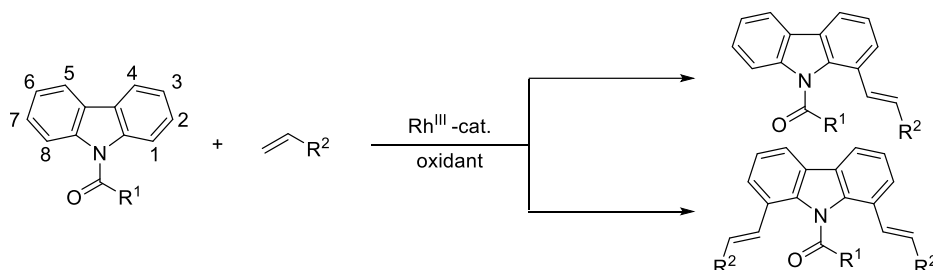 N
O
R¹
R²
5 4
6 3
7 2
8 1
N
O
R¹
+
R²
Rhᴵᴵᴵ -cat.
oxidant
N
O
R¹
R²
R²